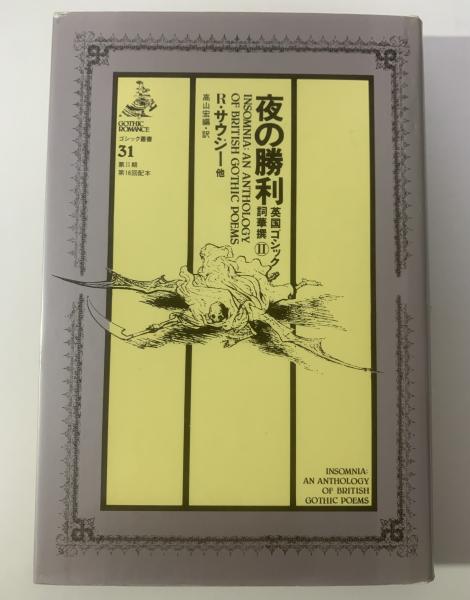 GOTHIC
ROMANCE
ゴシック叢書
31
第II期
第16回配本
夜の勝利
英国ゴシック
詞華撰Ⅱ
INSOMNIA: AN ANTHOLOGY
OF BRITISH GOTHIC POEMS
R・サウジー他
高山宏編・訳
INSOMNIA:
AN ANTHOLOGY
OF BRITISH
GOTHIC POEMS